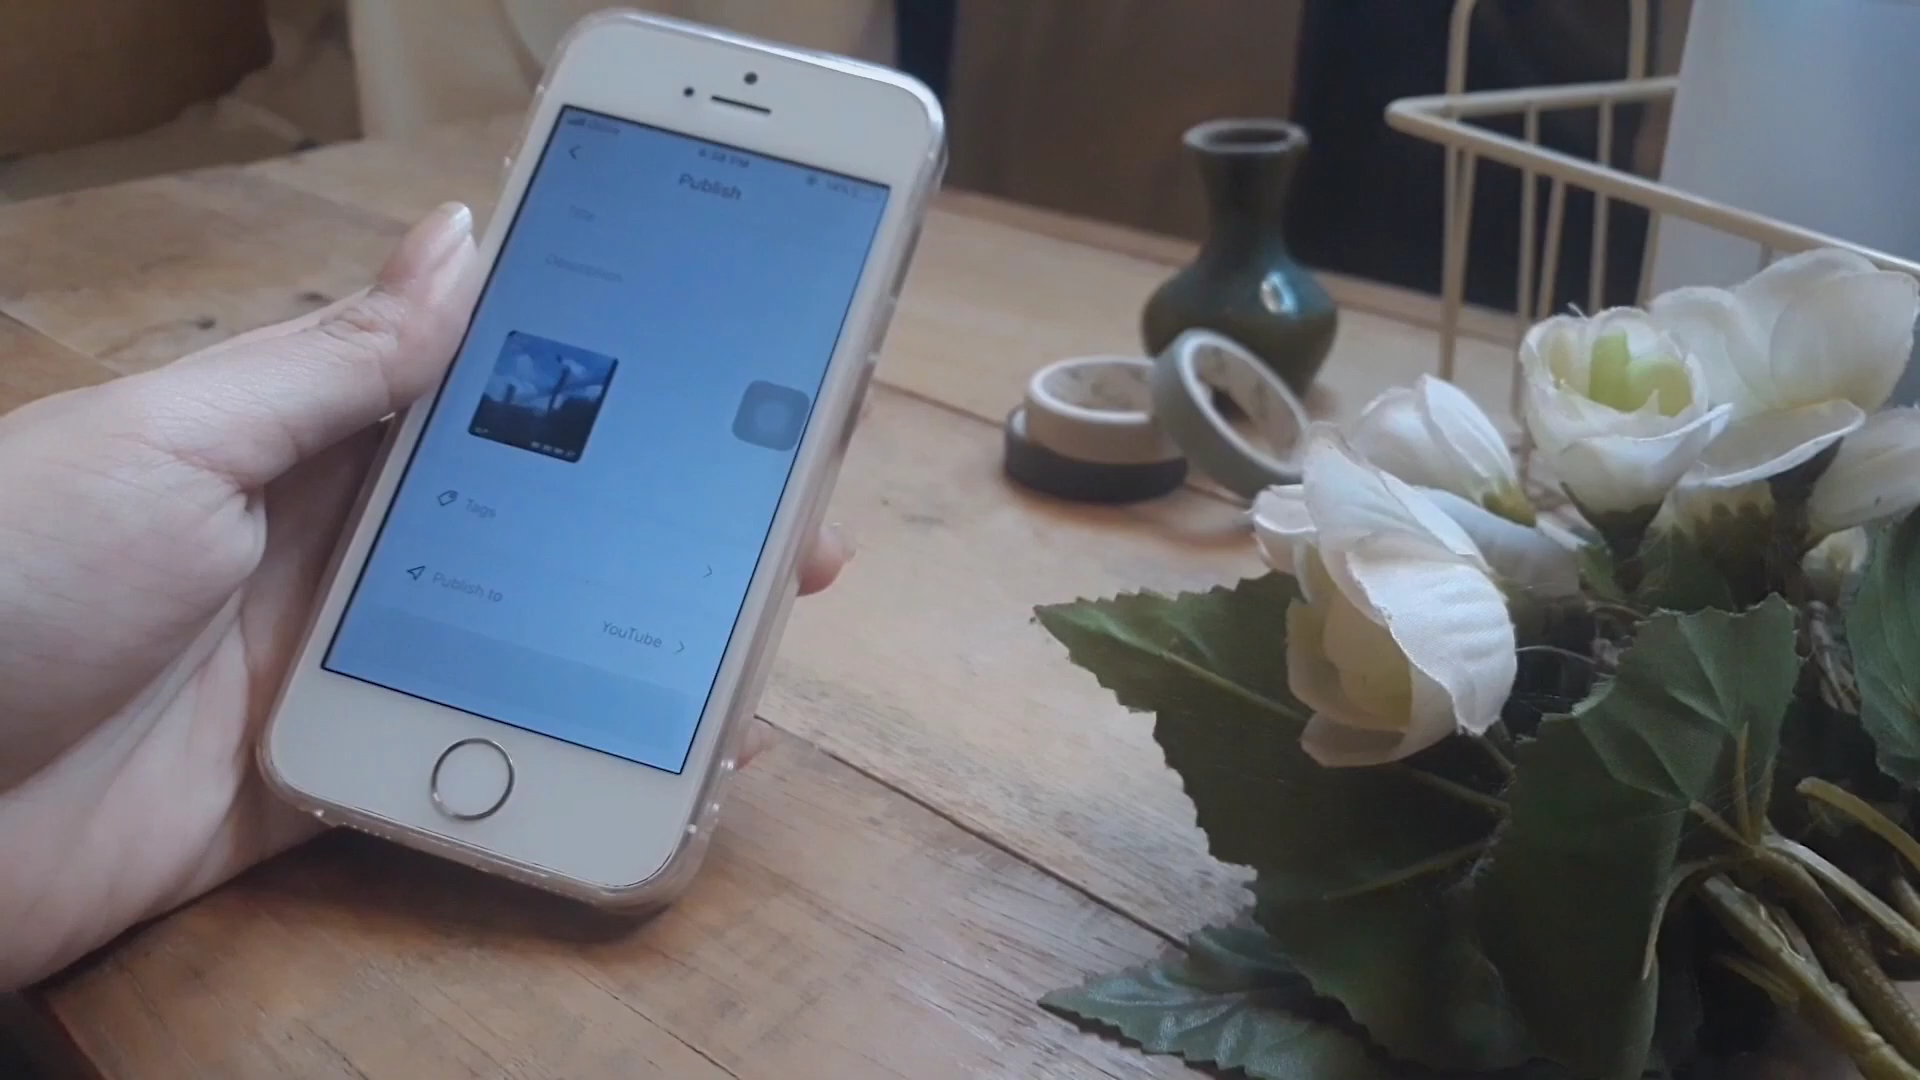 Publish
Title
Description
Tags
Publish to
YouTube